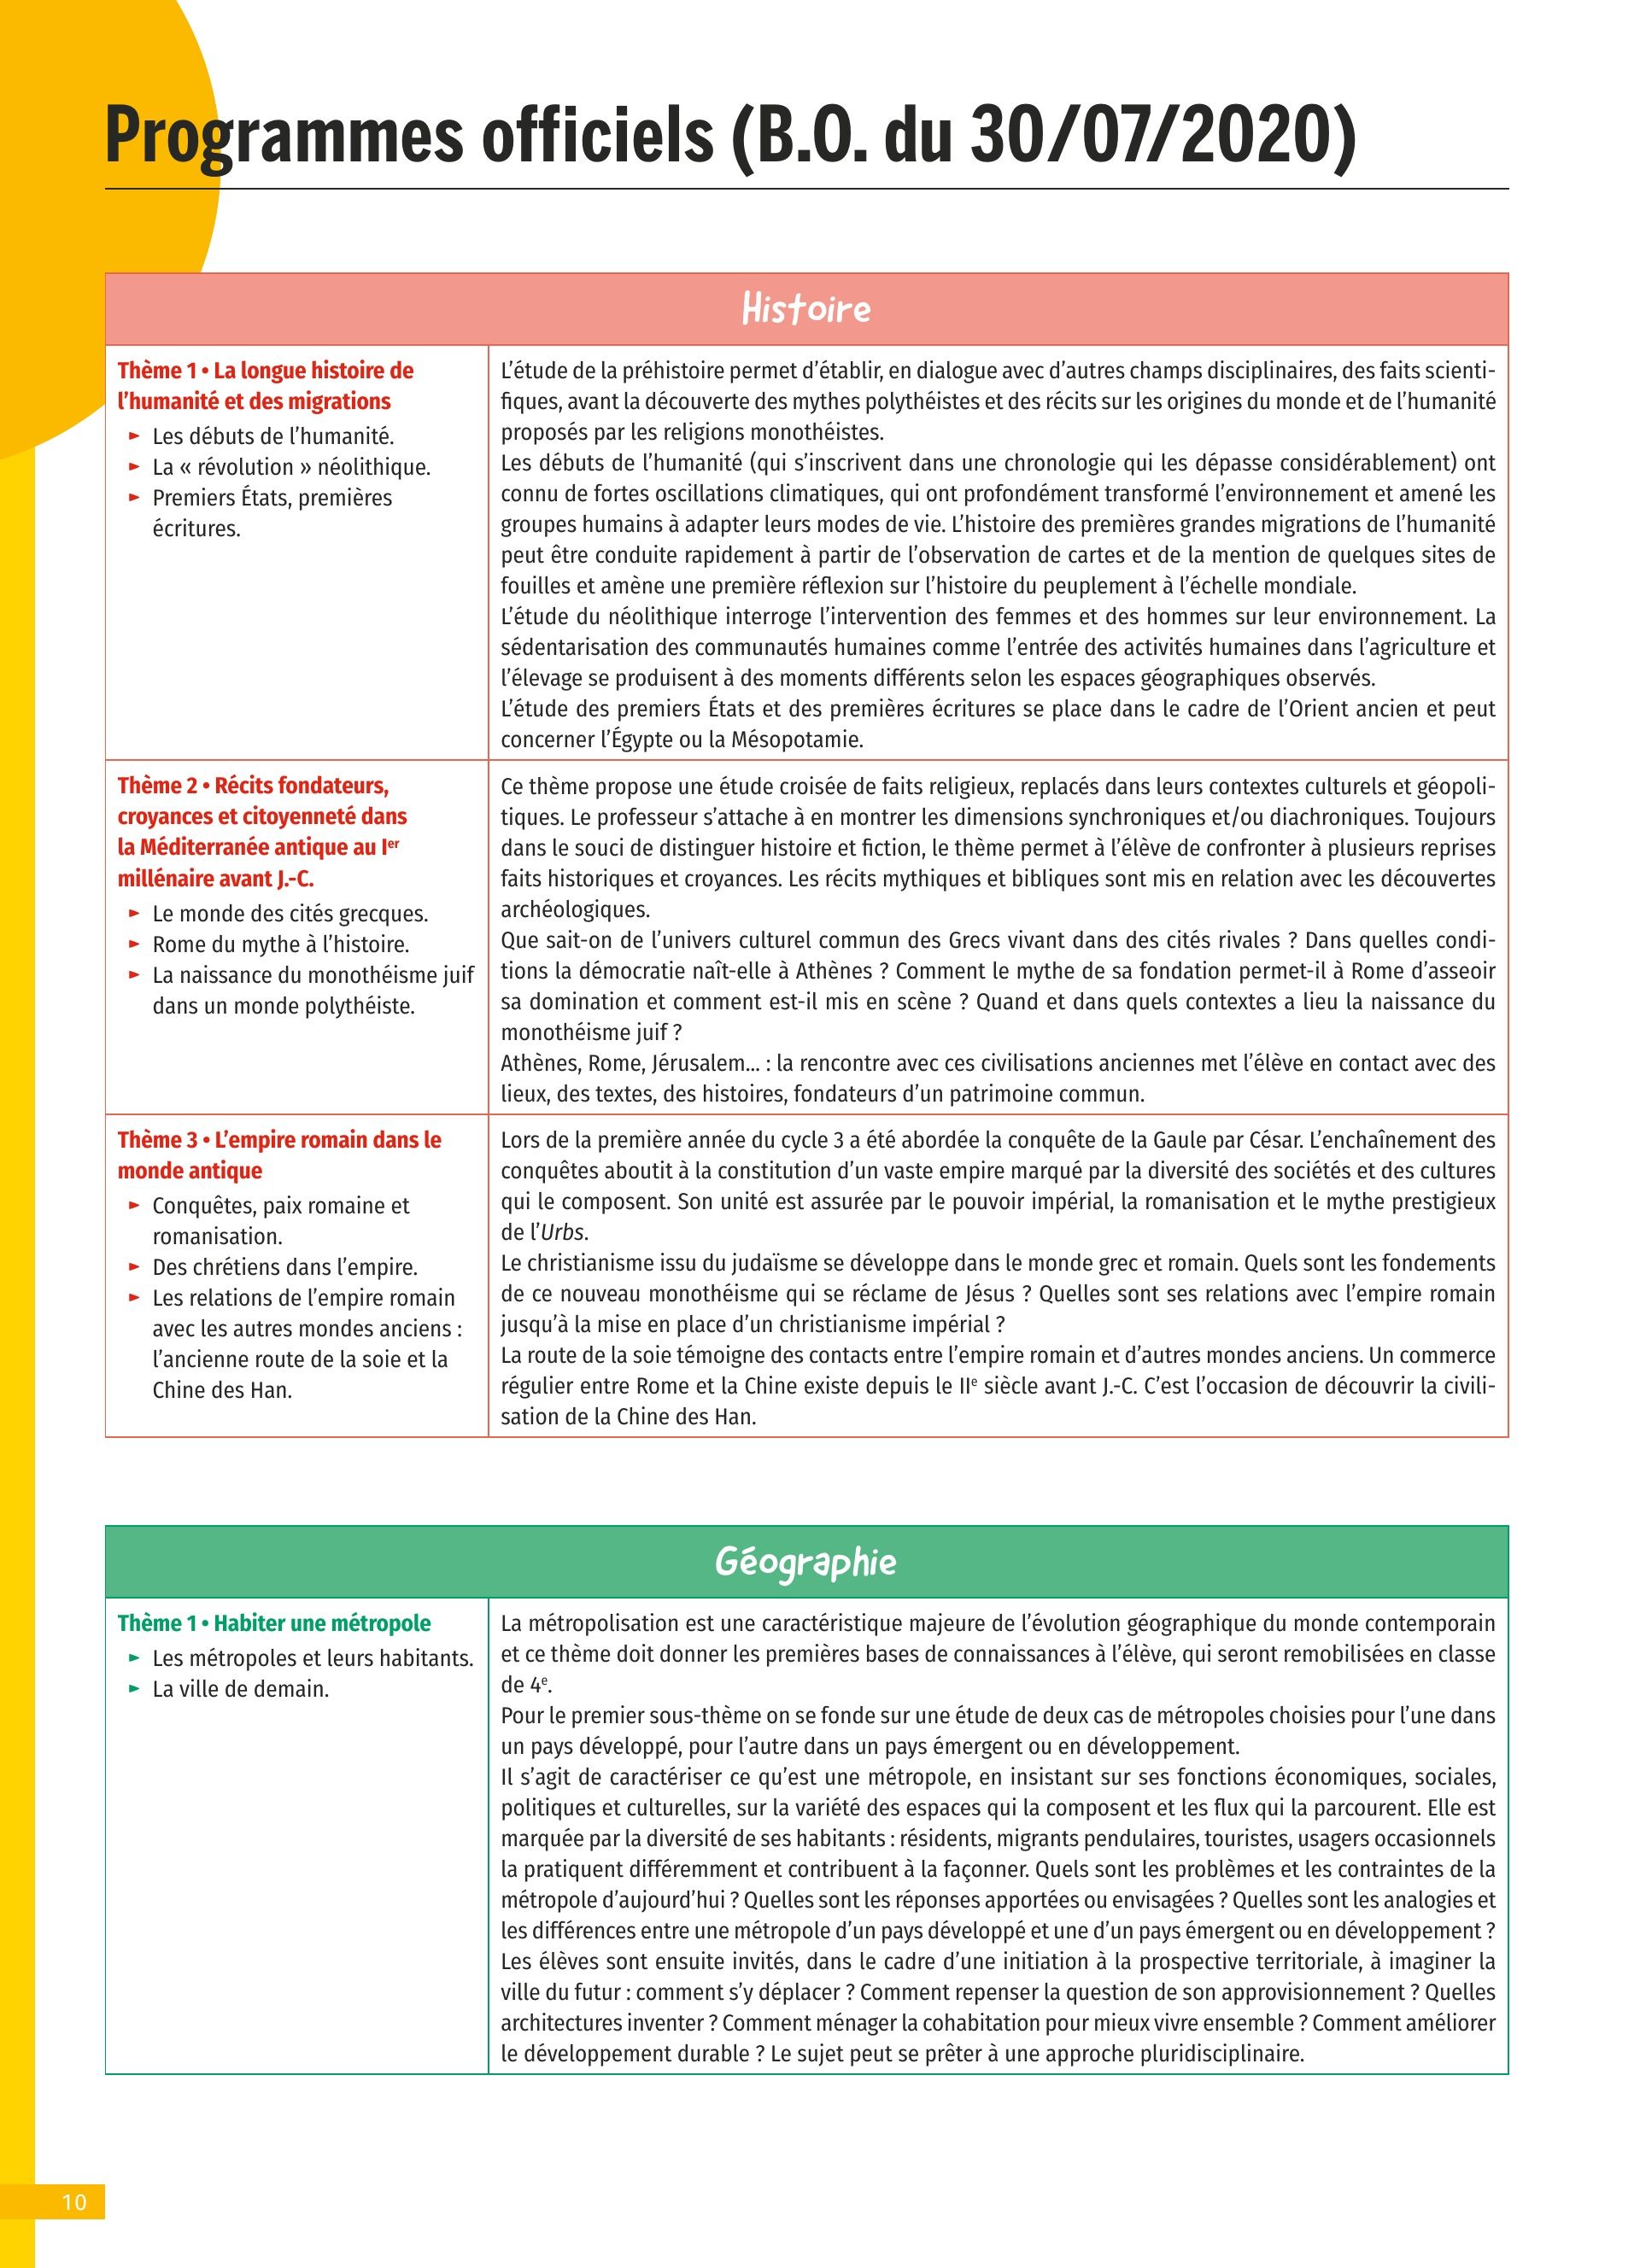 Programmes officiels (B.O. du 30/07/2020)
Histoire
Thème 1 • La longue histoire de
l’humanité et des migrations
► Les débuts de l’humanité.
► La « révolution » néolithique.
► Premiers États, premières
écritures.
L’étude de la préhistoire permet d’établir, en dialogue avec d’autres champs disciplinaires, des faits scienti-
fiques, avant la découverte des mythes polythéistes et des récits sur les origines du monde et de l’humanité
proposés par les religions monothéistes.
Les débuts de l’humanité (qui s’inscrivent dans une chronologie qui les dépasse considérablement) ont
connu de fortes oscillations climatiques, qui ont profondément transformé l’environnement et amené les
groupes humains à adapter leurs modes de vie. L’histoire des premières grandes migrations de l’humanité
peut être conduite rapidement à partir de l’observation de cartes et de la mention de quelques sites de
fouilles et amène une première réflexion sur l’histoire du peuplement à l’échelle mondiale.
L’étude du néolithique interroge l’intervention des femmes et des hommes sur leur environnement. La
sédentarisation des communautés humaines comme l’entrée des activités humaines dans l’agriculture et
l’élevage se produisent à des moments différents selon les espaces géographiques observés.
L’étude des premiers États et des premières écritures se place dans le cadre de l’Orient ancien et peut
concerner l’Égypte ou la Mésopotamie.
Thème 2 • Récits fondateurs,
croyances et citoyenneté dans
la Méditerranée antique au Ier
millénaire avant J.-C.
► Le monde des cités grecques.
► Rome du mythe à l’histoire.
► La naissance du monothéisme juif
dans un monde polythéiste.
Ce thème propose une étude croisée de faits religieux, replacés dans leurs contextes culturels et géopoli-
tiques. Le professeur s’attache à en montrer les dimensions synchroniques et/ou diachroniques. Toujours
dans le souci de distinguer histoire et fiction, le thème permet à l’élève de confronter à plusieurs reprises
faits historiques et croyances. Les récits mythiques et bibliques sont mis en relation avec les découvertes
archéologiques.
Que sait-on de l’univers culturel commun des Grecs vivant dans des cités rivales ? Dans quelles condi-
tions la démocratie naît-elle à Athènes ? Comment le mythe de sa fondation permet-il à Rome d’asseoir
sa domination et comment est-il mis en scène ? Quand et dans quels contextes a lieu la naissance du
monothéisme juif ?
Athènes, Rome, Jérusalem... : la rencontre avec ces civilisations anciennes met l’élève en contact avec des
lieux, des textes, des histoires, fondateurs d’un patrimoine commun.
Thème 3 • L’empire romain dans le
monde antique
► Conquêtes, paix romaine et
romanisation.
► Des chrétiens dans l’empire.
► Les relations de l’empire romain
avec les autres mondes anciens :
l’ancienne route de la soie et la
Chine des Han.
Lors de la première année du cycle 3 a été abordée la conquête de la Gaule par César. L’enchaînement des
conquêtes aboutit à la constitution d’un vaste empire marqué par la diversité des sociétés et des cultures
qui le composent. Son unité est assurée par le pouvoir impérial, la romanisation et le mythe prestigieux
de l’Urbs.
Le christianisme issu du judaïsme se développe dans le monde grec et romain. Quels sont les fondements
de ce nouveau monothéisme qui se réclame de Jésus ? Quelles sont ses relations avec l’empire romain
jusqu’à la mise en place d’un christianisme impérial ?
La route de la soie témoigne des contacts entre l’empire romain et d’autres mondes anciens. Un commerce
régulier entre Rome et la Chine existe depuis le IIe siècle avant J.-C. C’est l’occasion de découvrir la civili-
sation de la Chine des Han.
Géographie
Thème 1 • Habiter une métropole
► Les métropoles et leurs habitants.
► La ville de demain.
La métropolisation est une caractéristique majeure de l’évolution géographique du monde contemporain
et ce thème doit donner les premières bases de connaissances à l’élève, qui seront remobilisées en classe
de 4e.
Pour le premier sous-thème on se fonde sur une étude de deux cas de métropoles choisies pour l’une dans
un pays développé, pour l’autre dans un pays émergent ou en développement.
Il s’agit de caractériser ce qu’est une métropole, en insistant sur ses fonctions économiques, sociales,
politiques et culturelles, sur la variété des espaces qui la composent et les flux qui la parcourent. Elle est
marquée par la diversité de ses habitants : résidents, migrants pendulaires, touristes, usagers occasionnels
la pratiquent différemment et contribuent à la façonner. Quels sont les problèmes et les contraintes de la
métropole d’aujourd’hui ? Quelles sont les réponses apportées ou envisagées ? Quelles sont les analogies et
les différences entre une métropole d’un pays développé et une d’un pays émergent ou en développement ?
Les élèves sont ensuite invités, dans le cadre d’une initiation à la prospective territoriale, à imaginer la
ville du futur : comment s’y déplacer ? Comment repenser la question de son approvisionnement ? Quelles
architectures inventer ? Comment ménager la cohabitation pour mieux vivre ensemble ? Comment améliorer
le développement durable ? Le sujet peut se prêter à une approche pluridisciplinaire.
10